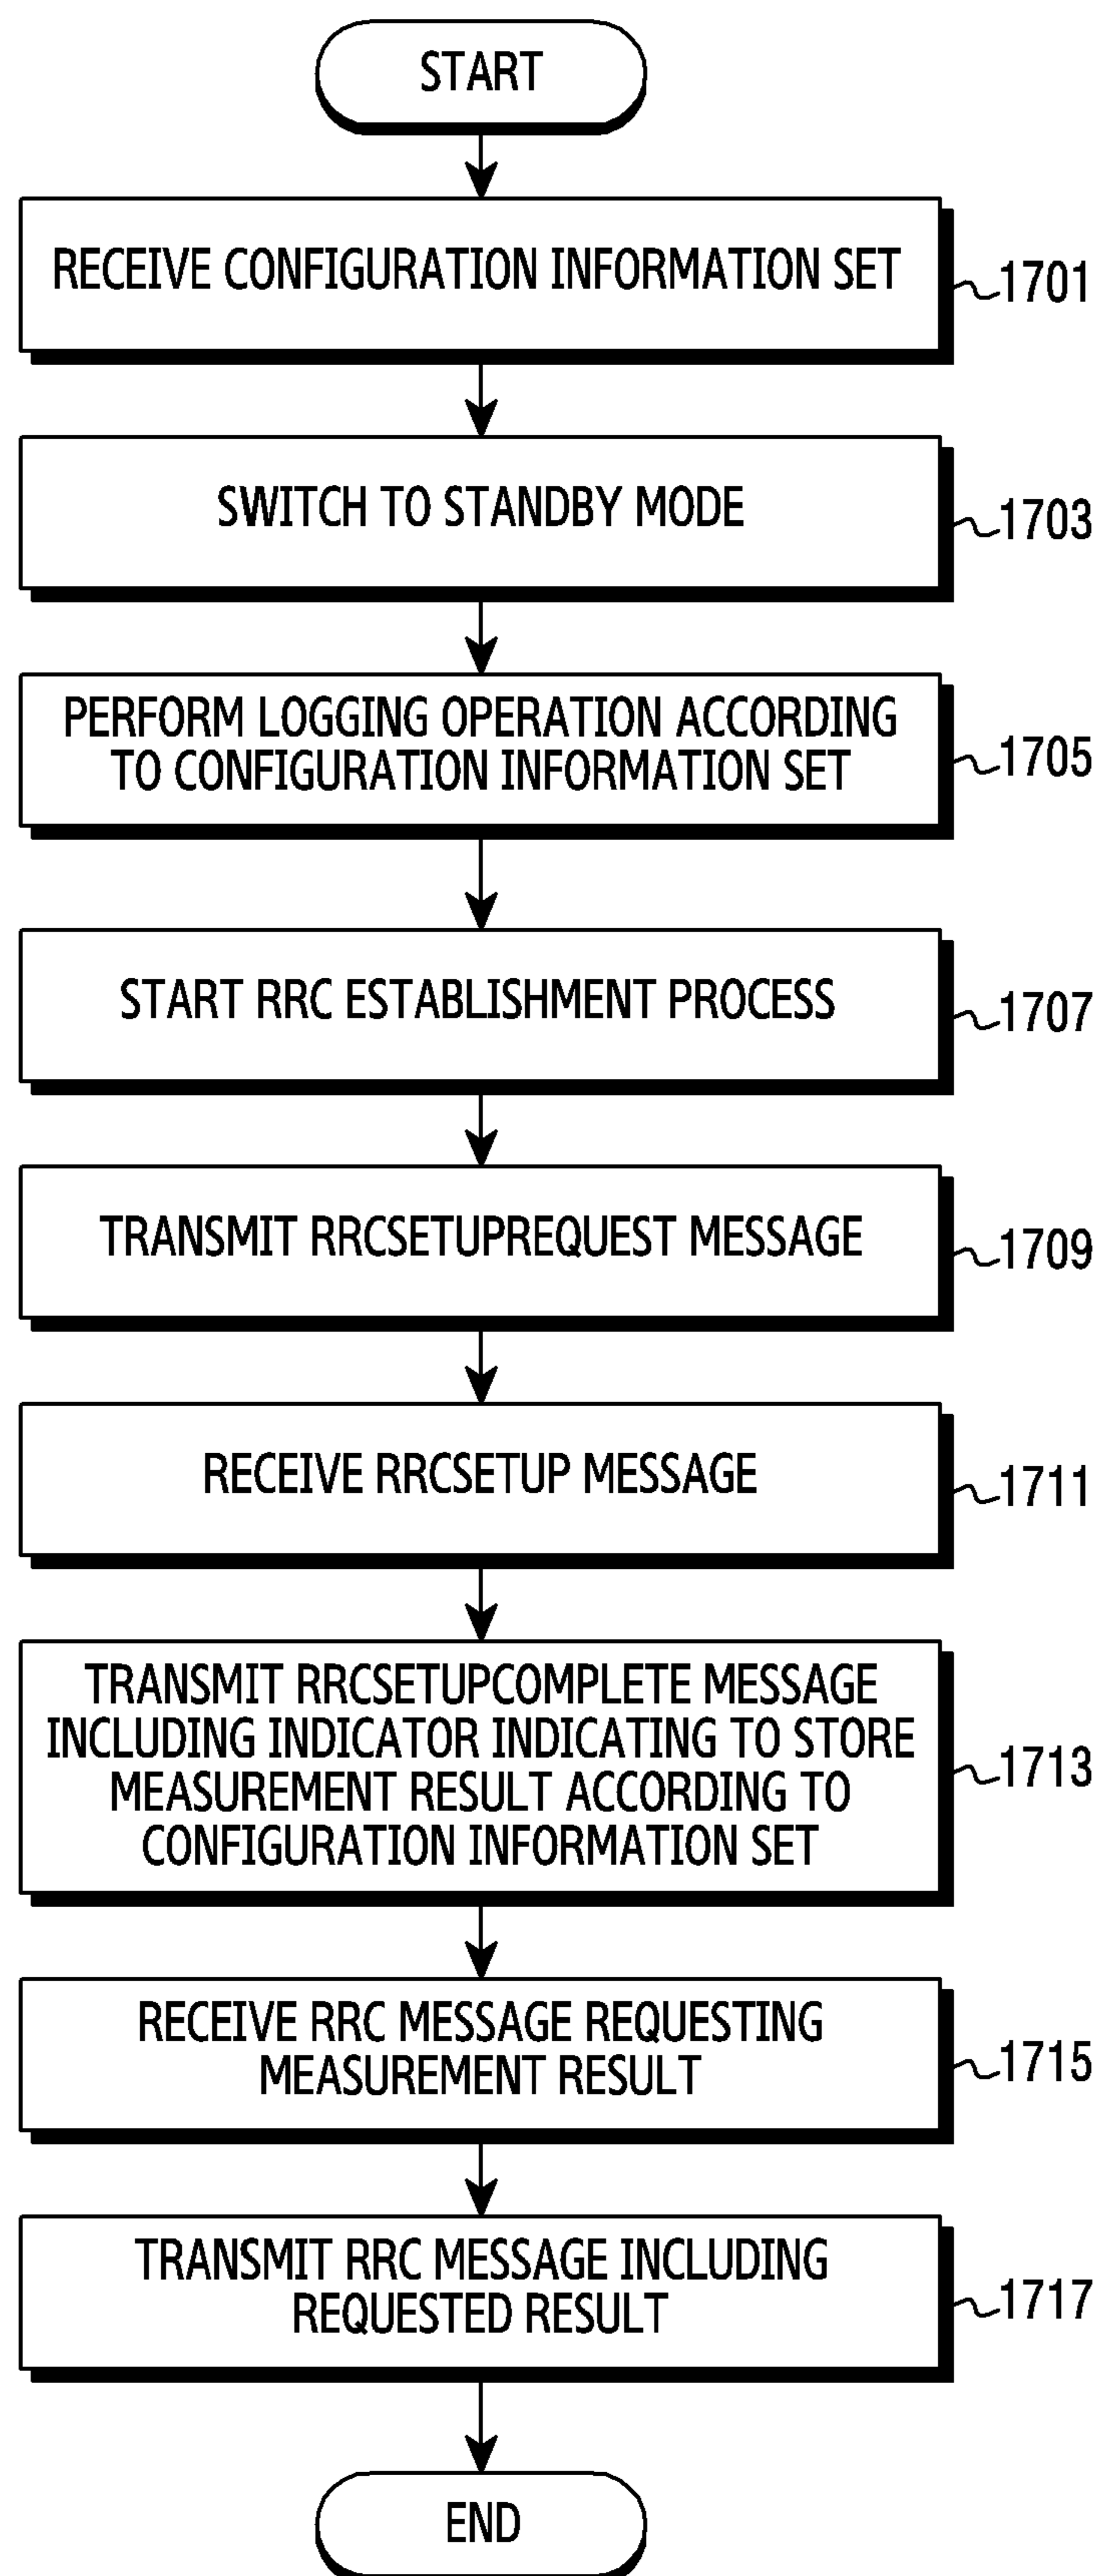 START
RECEIVE CONFIGURATION INFORMATION SET
1701
SWITCH TO STANDBY MODE
1703
PERFORM LOGGING OPERATION ACCORDING
TO CONFIGURATION INFORMATION SET
1705
START RRC ESTABLISHMENT PROCESS
1707
TRANSMIT RRCSETUPREQUEST MESSAGE
1709
RECEIVE RRCSETUP MESSAGE
1711
TRANSMIT RRCSETUPCOMPLETE MESSAGE
INCLUDING INDICATOR INDICATING TO STORE
MEASUREMENT RESULT ACCORDING TO
CONFIGURATION INFORMATION SET
1713
RECEIVE RRC MESSAGE REQUESTING
MEASUREMENT RESULT
1715
TRANSMIT RRC MESSAGE INCLUDING
REQUESTED RESULT
1717
END